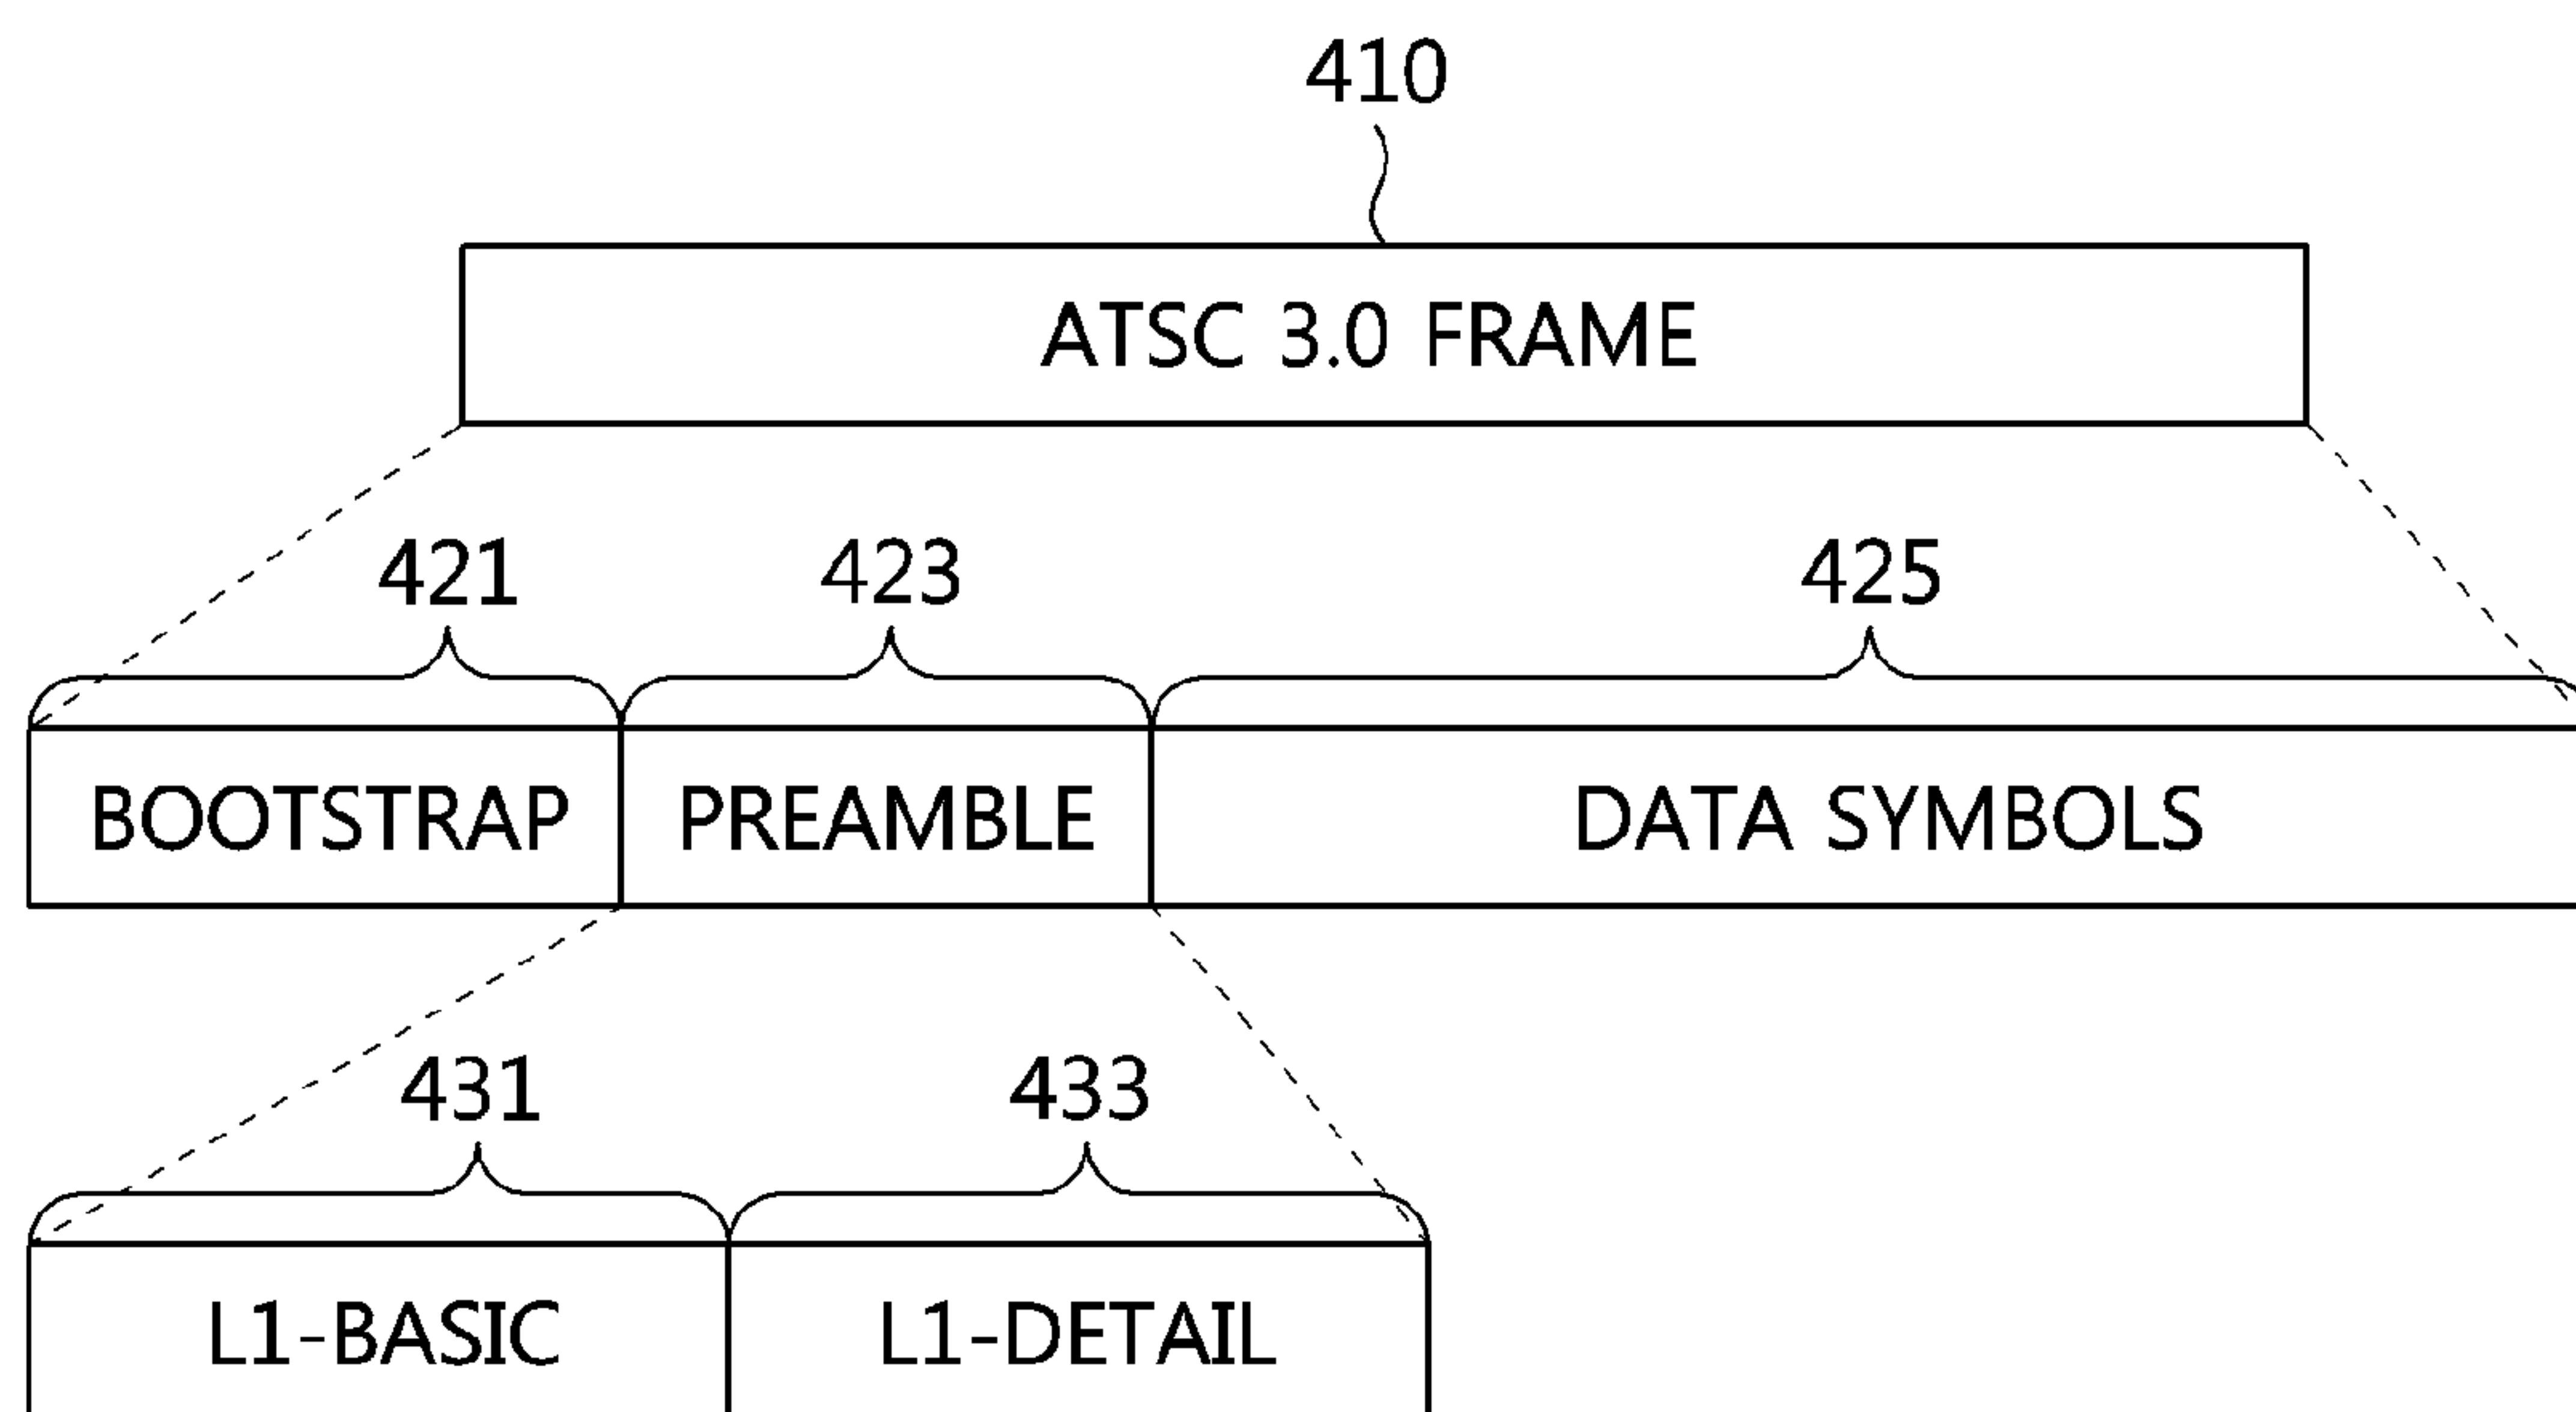 410
ATSC 3.0 FRAME
421 423 425
BOOTSTRAP PREAMBLE DATA SYMBOLS
431 433
L1-BASIC L1-DETAIL